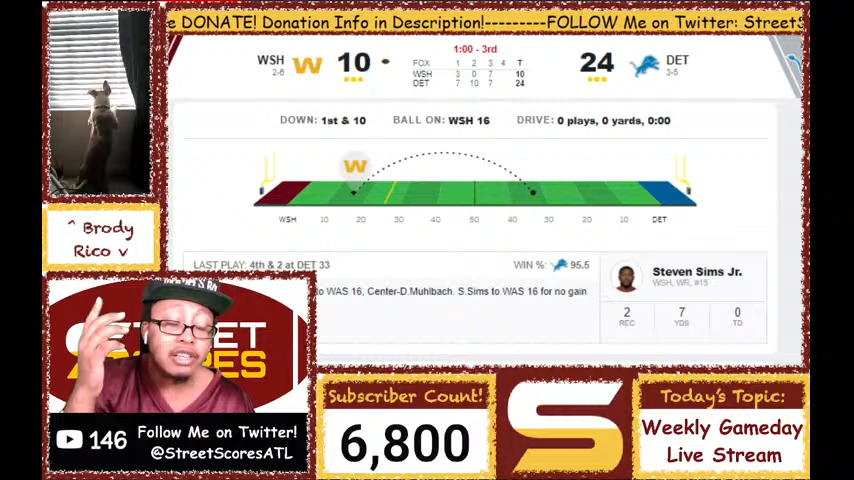 e DONATE! Donation Info in Description!---------FOLLOW Me on Twitter: StreetS
1:00 - 3rd
WSH
2-6
W
10
FOX 1 2 3 4 T
WSH 3 0 7 10
DET 7 10 7 24
24
DET
3-5
DOWN: 1st & 10
BALL ON: WSH 16
DRIVE: 0 plays, 0 yards, 0:00
W
WSH 10 20 30 40 50 40 30 20 10 DET
LAST PLAY: 4th & 2 at DET 33
WIN %: 95.5
to WAS 16, Center-D.Muhlbach. S.Sims to WAS 16 for no gain
Steven Sims Jr.
WSH, WR, #15
2 7 0
REC YDS TD
^ Brody
Rico v
146
Follow Me on Twitter!
@StreetScoresATL
Subscriber Count!
6,800
S
Today's Topic:
Weekly Gameday
Live Stream